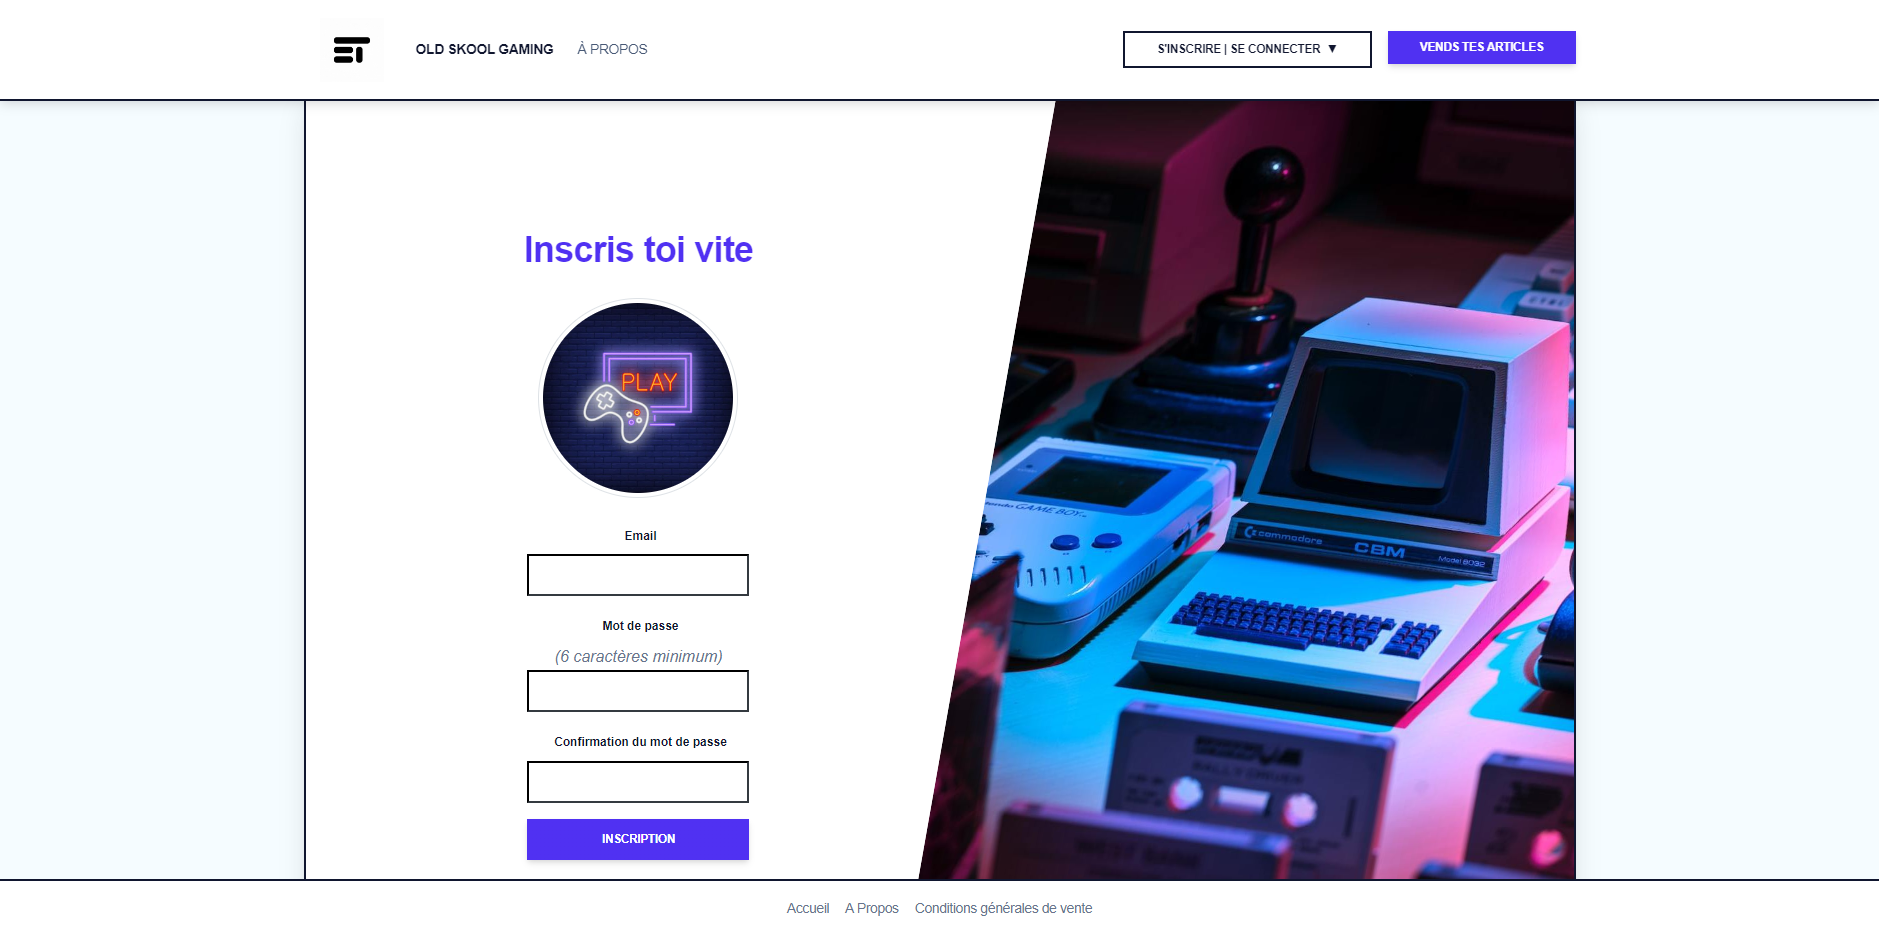 OLD SKOOL GAMING
À PROPOS
S'INSCRIRE | SE CONNECTER ▼
VENDS TES ARTICLES
Inscris toi vite
PLAY
Email
Mot de passe
(6 caractères minimum)
Confirmation du mot de passe
INSCRIPTION
GAME BOY
commodore
CBM
Model 8032
Accueil
A Propos
Conditions générales de vente